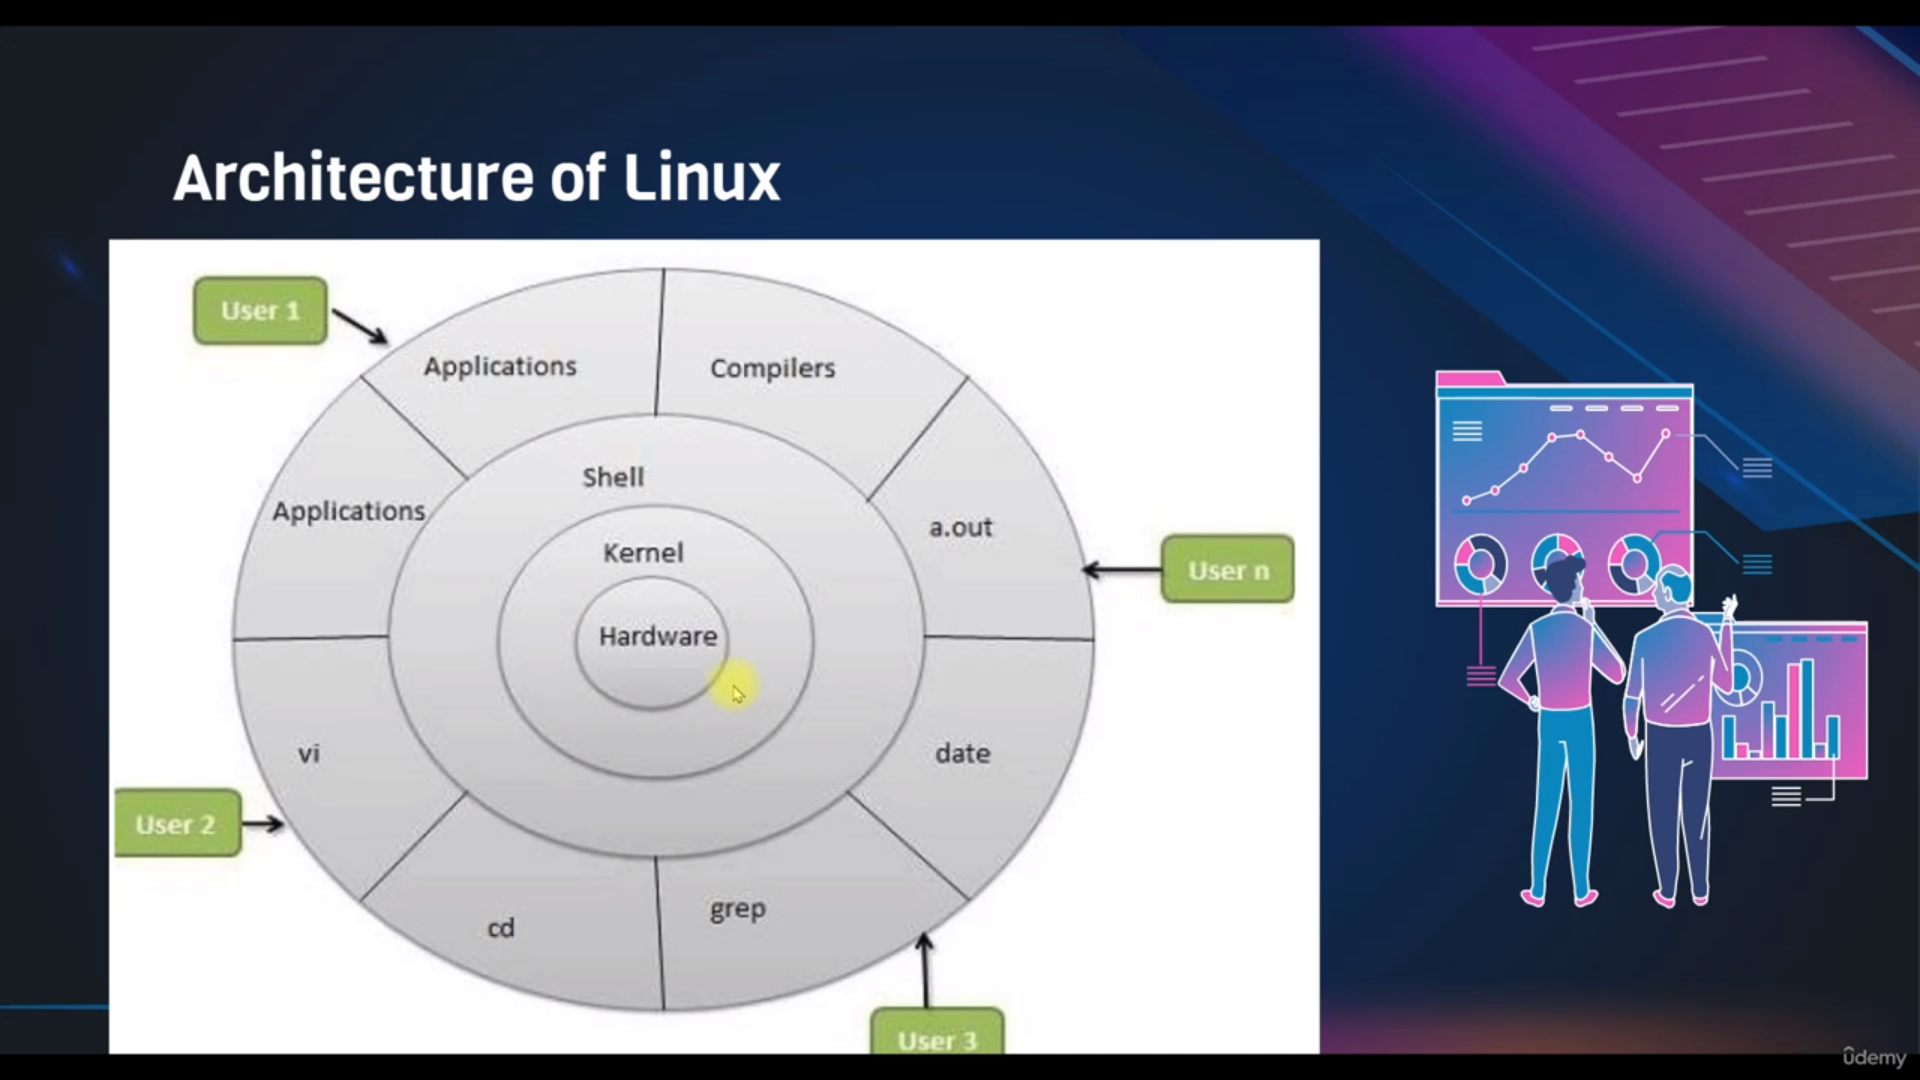 Architecture of Linux
User 1
Applications
Compilers
Shell
Applications
a.out
Kernel
User n
Hardware
vi
date
User 2
grep
cd
User 3
ûdemy